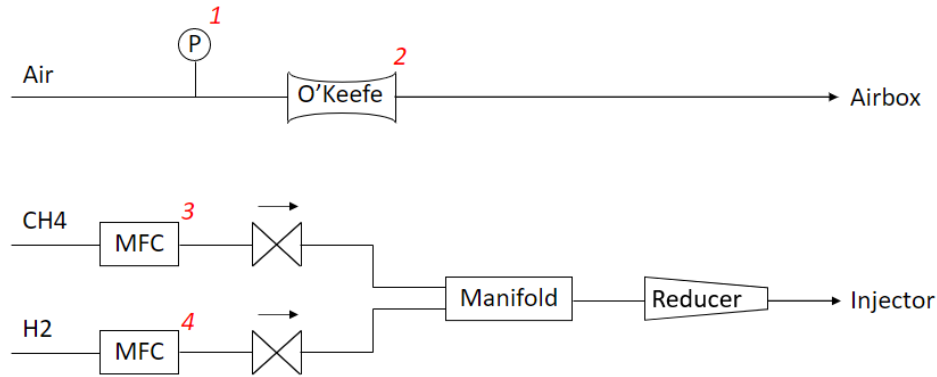 1
P
2
Air
O'Keefe
Airbox
CH4
3
MFC
Manifold
Reducer
Injector
H2
4
MFC